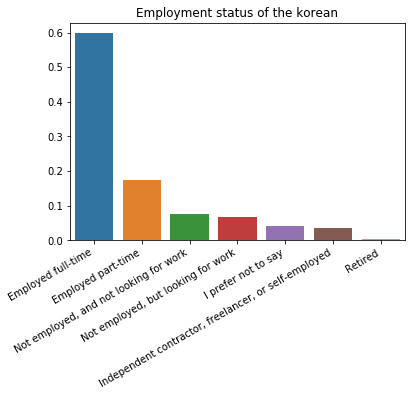 Employment status of the korean
0.6
0.5
0.4
0.3
0.2
0.1
0.0
Employed full-time
Employed part-time
Not employed, and not looking for work
Not employed, but looking for work
I prefer not to say
Independent contractor, freelancer, or self-employed
Retired